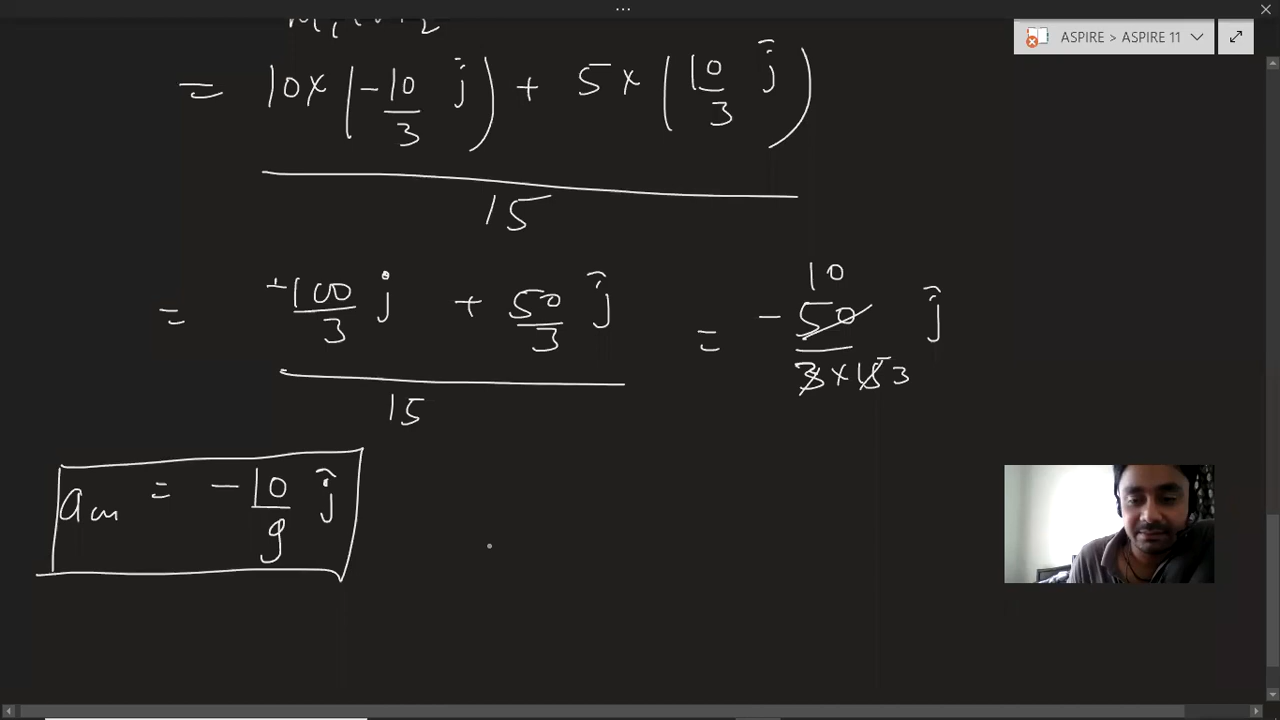 ASPIRE > ASPIRE 11
= 10 × (-10/3 ĵ) + 5 × (10/3 ĵ)
15
= -100/3 ĵ + 50/3 ĵ = -50/3×15 ĵ
10
3
15
a_cm = -10/9 ĵ